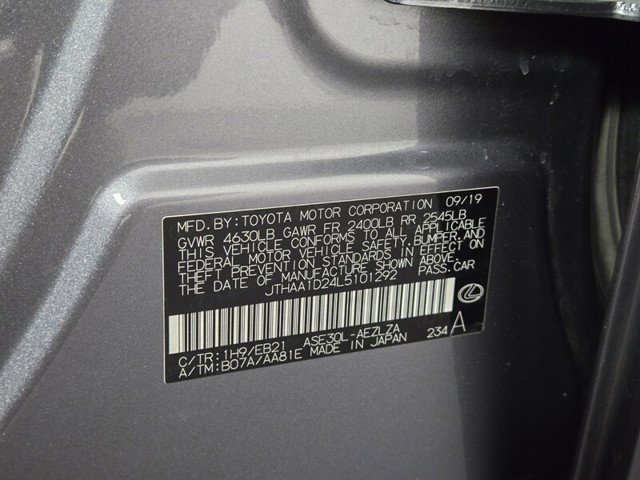 MFD. BY: TOYOTA MOTOR CORPORATION 09/19
GVWR 4630LB GAWR FR 2400LB RR 2545LB
THIS VEHICLE CONFORMS TO ALL APPLICABLE
FEDERAL MOTOR VEHICLE SAFETY, BUMPER, AND
THEFT PREVENTION STANDARDS IN EFFECT ON
THE DATE OF MANUFACTURE SHOWN ABOVE.
JTHAA1D24L5101292 PASS. CAR
C/TR: 1H9/EB21 ASE30L-AEZLZA
A/TM: B07A/AA81E MADE IN JAPAN 234 A